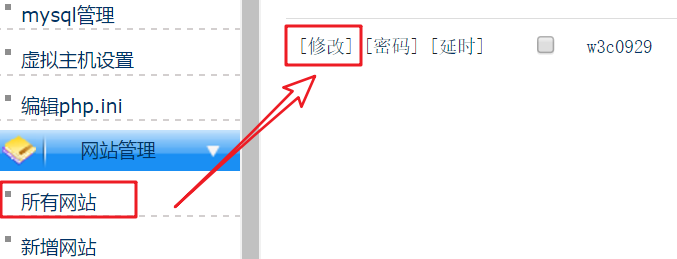 mysql管理
虚拟主机设置
编辑php.ini
网站管理
所有网站
新增网站
[修改] [密码] [延时] w3c0929